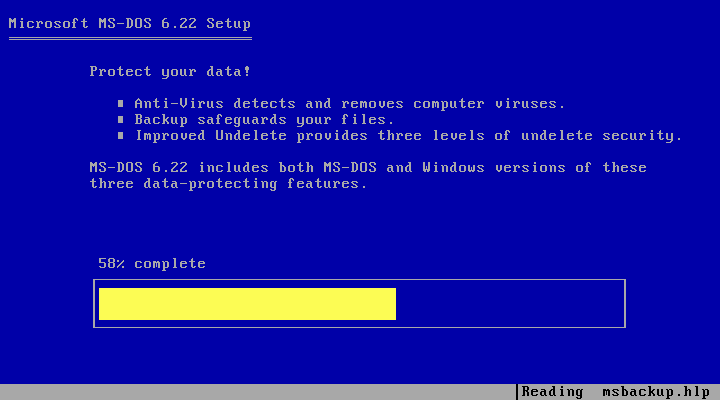 Microsoft MS-DOS 6.22 Setup
Protect your data!
■ Anti-Virus detects and removes computer viruses.
■ Backup safeguards your files.
■ Improved Undelete provides three levels of undelete security.
MS-DOS 6.22 includes both MS-DOS and Windows versions of these
three data-protecting features.
58% complete
Reading  msbackup.hlp